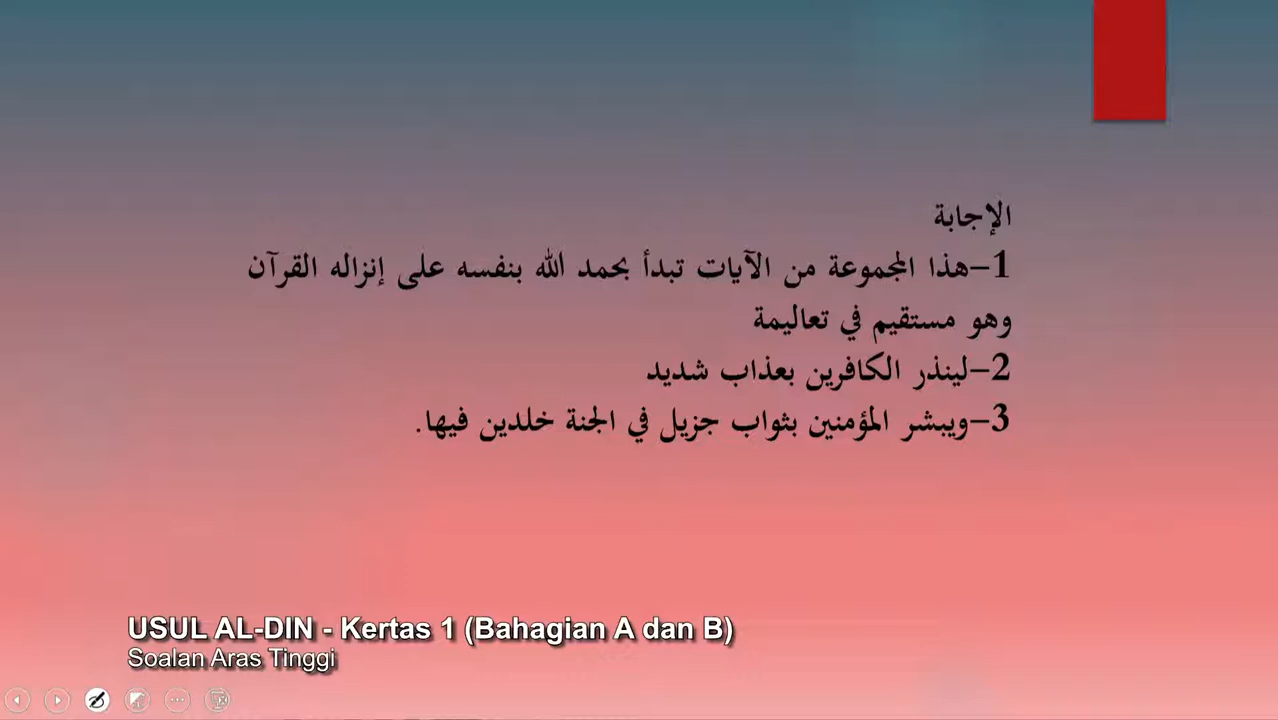 الإجابة
1-هذا المجموعة من الآيات تبدأ بحمد الله بنفسه على إنزاله القرآن
وهو مستقيم في تعاليمة
2-لينذر الكافرين بعذاب شديد
3-ويبشر المؤمنين بثواب جزيل في الجنة خلدين فيها.
USUL AL-DIN - Kertas 1 (Bahagian A dan B)
Soalan Aras Tinggi